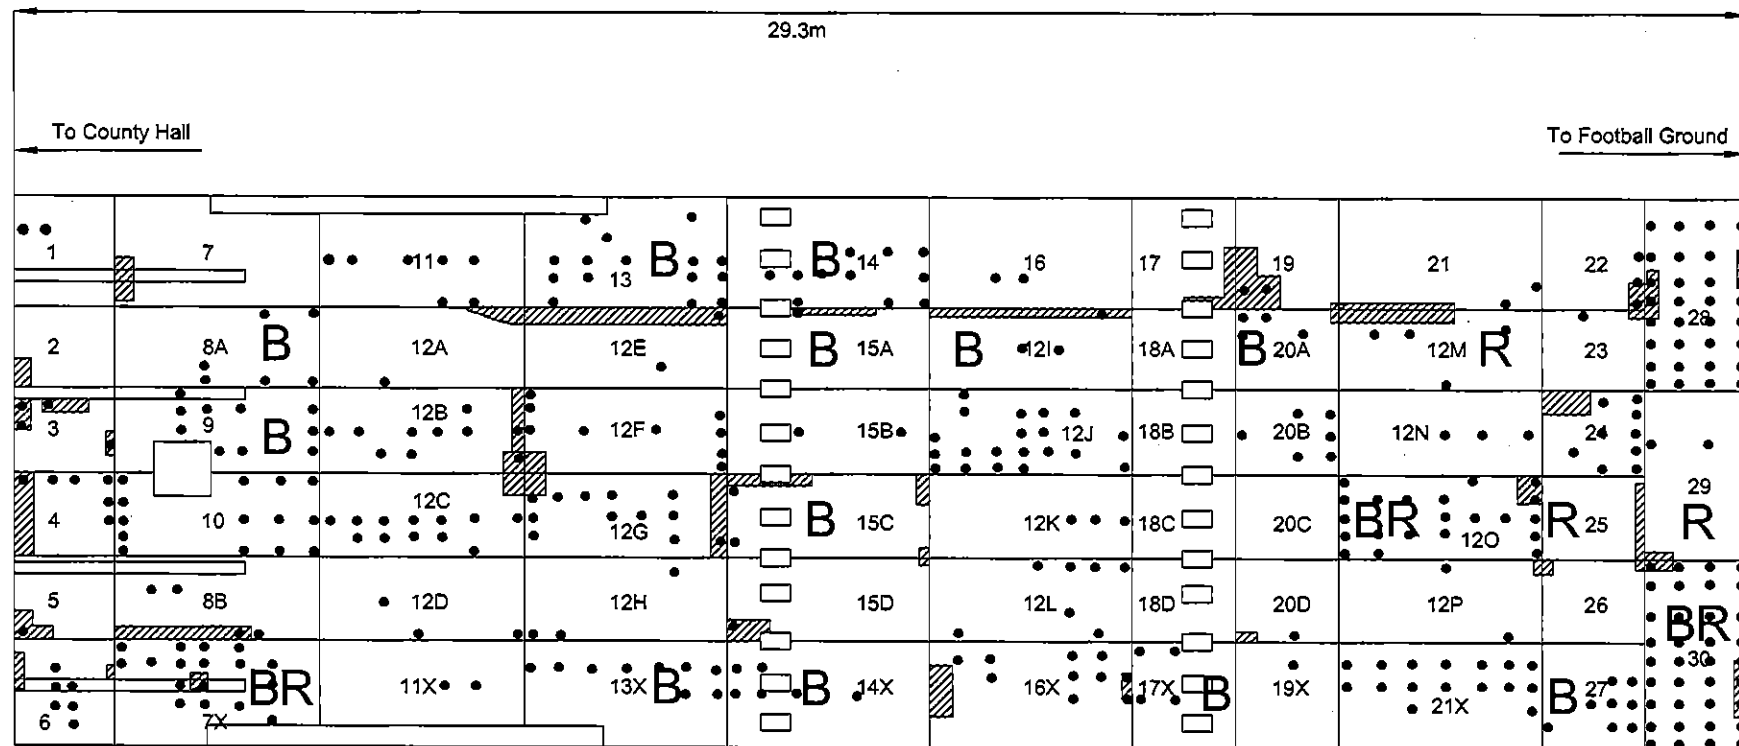 29.3m
To County Hall
To Football Ground
1 7 11 13 B B 14 16 17 19 21 22 28
2 8A B 12A 12E B 15A B 12I 18A B 20A 12M R 23
3 9 B 12B 12F 15B 12J 18B 20B 12N 24
4 10 12C 12G B 15C 12K 18C 20C BR 12O R 25 29 R
5 8B 12D 12H 15D 12L 18D 20D 12P 26 BR 30
6 7X BR 11X 13X B B 14X 16X 17X B 19X 21X B 27